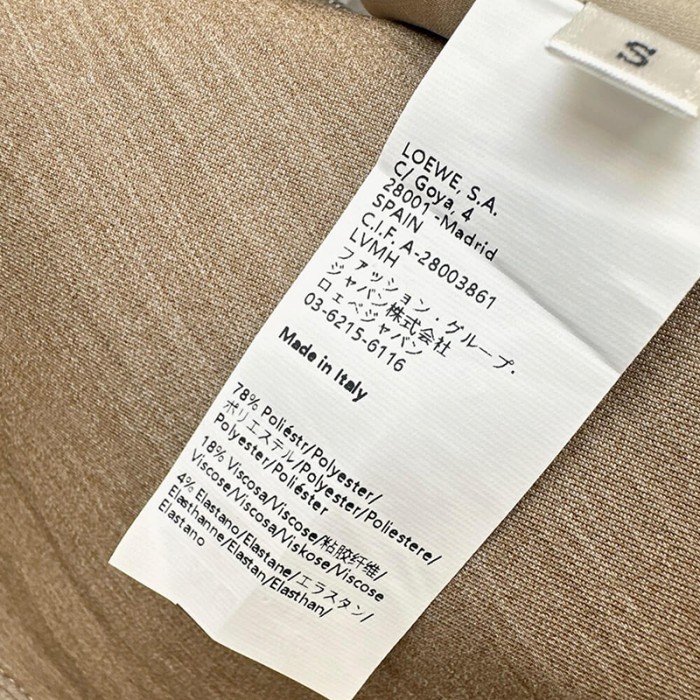 S
LOEWE, S.A.
C/ Goya, 4
28001 -Madrid
SPAIN
C.I.F. A-28003861
LVMH
ファッション・グループ・
ジャパン株式会社
ロエベジャパン
03-6215-6116
Made in Italy
78% Poliéstr/Polyester/
ポリエステル/Polyester/Poliestere/
Polyester/Poliéster
18% Viscosa/Viscose/粘胶纤维/
Viscose/Viscosa/Viskose/Viscose
4% Elastano/Elastane/エラスタン/
Elasthanne/Elastan/Elasthan/
Elastano